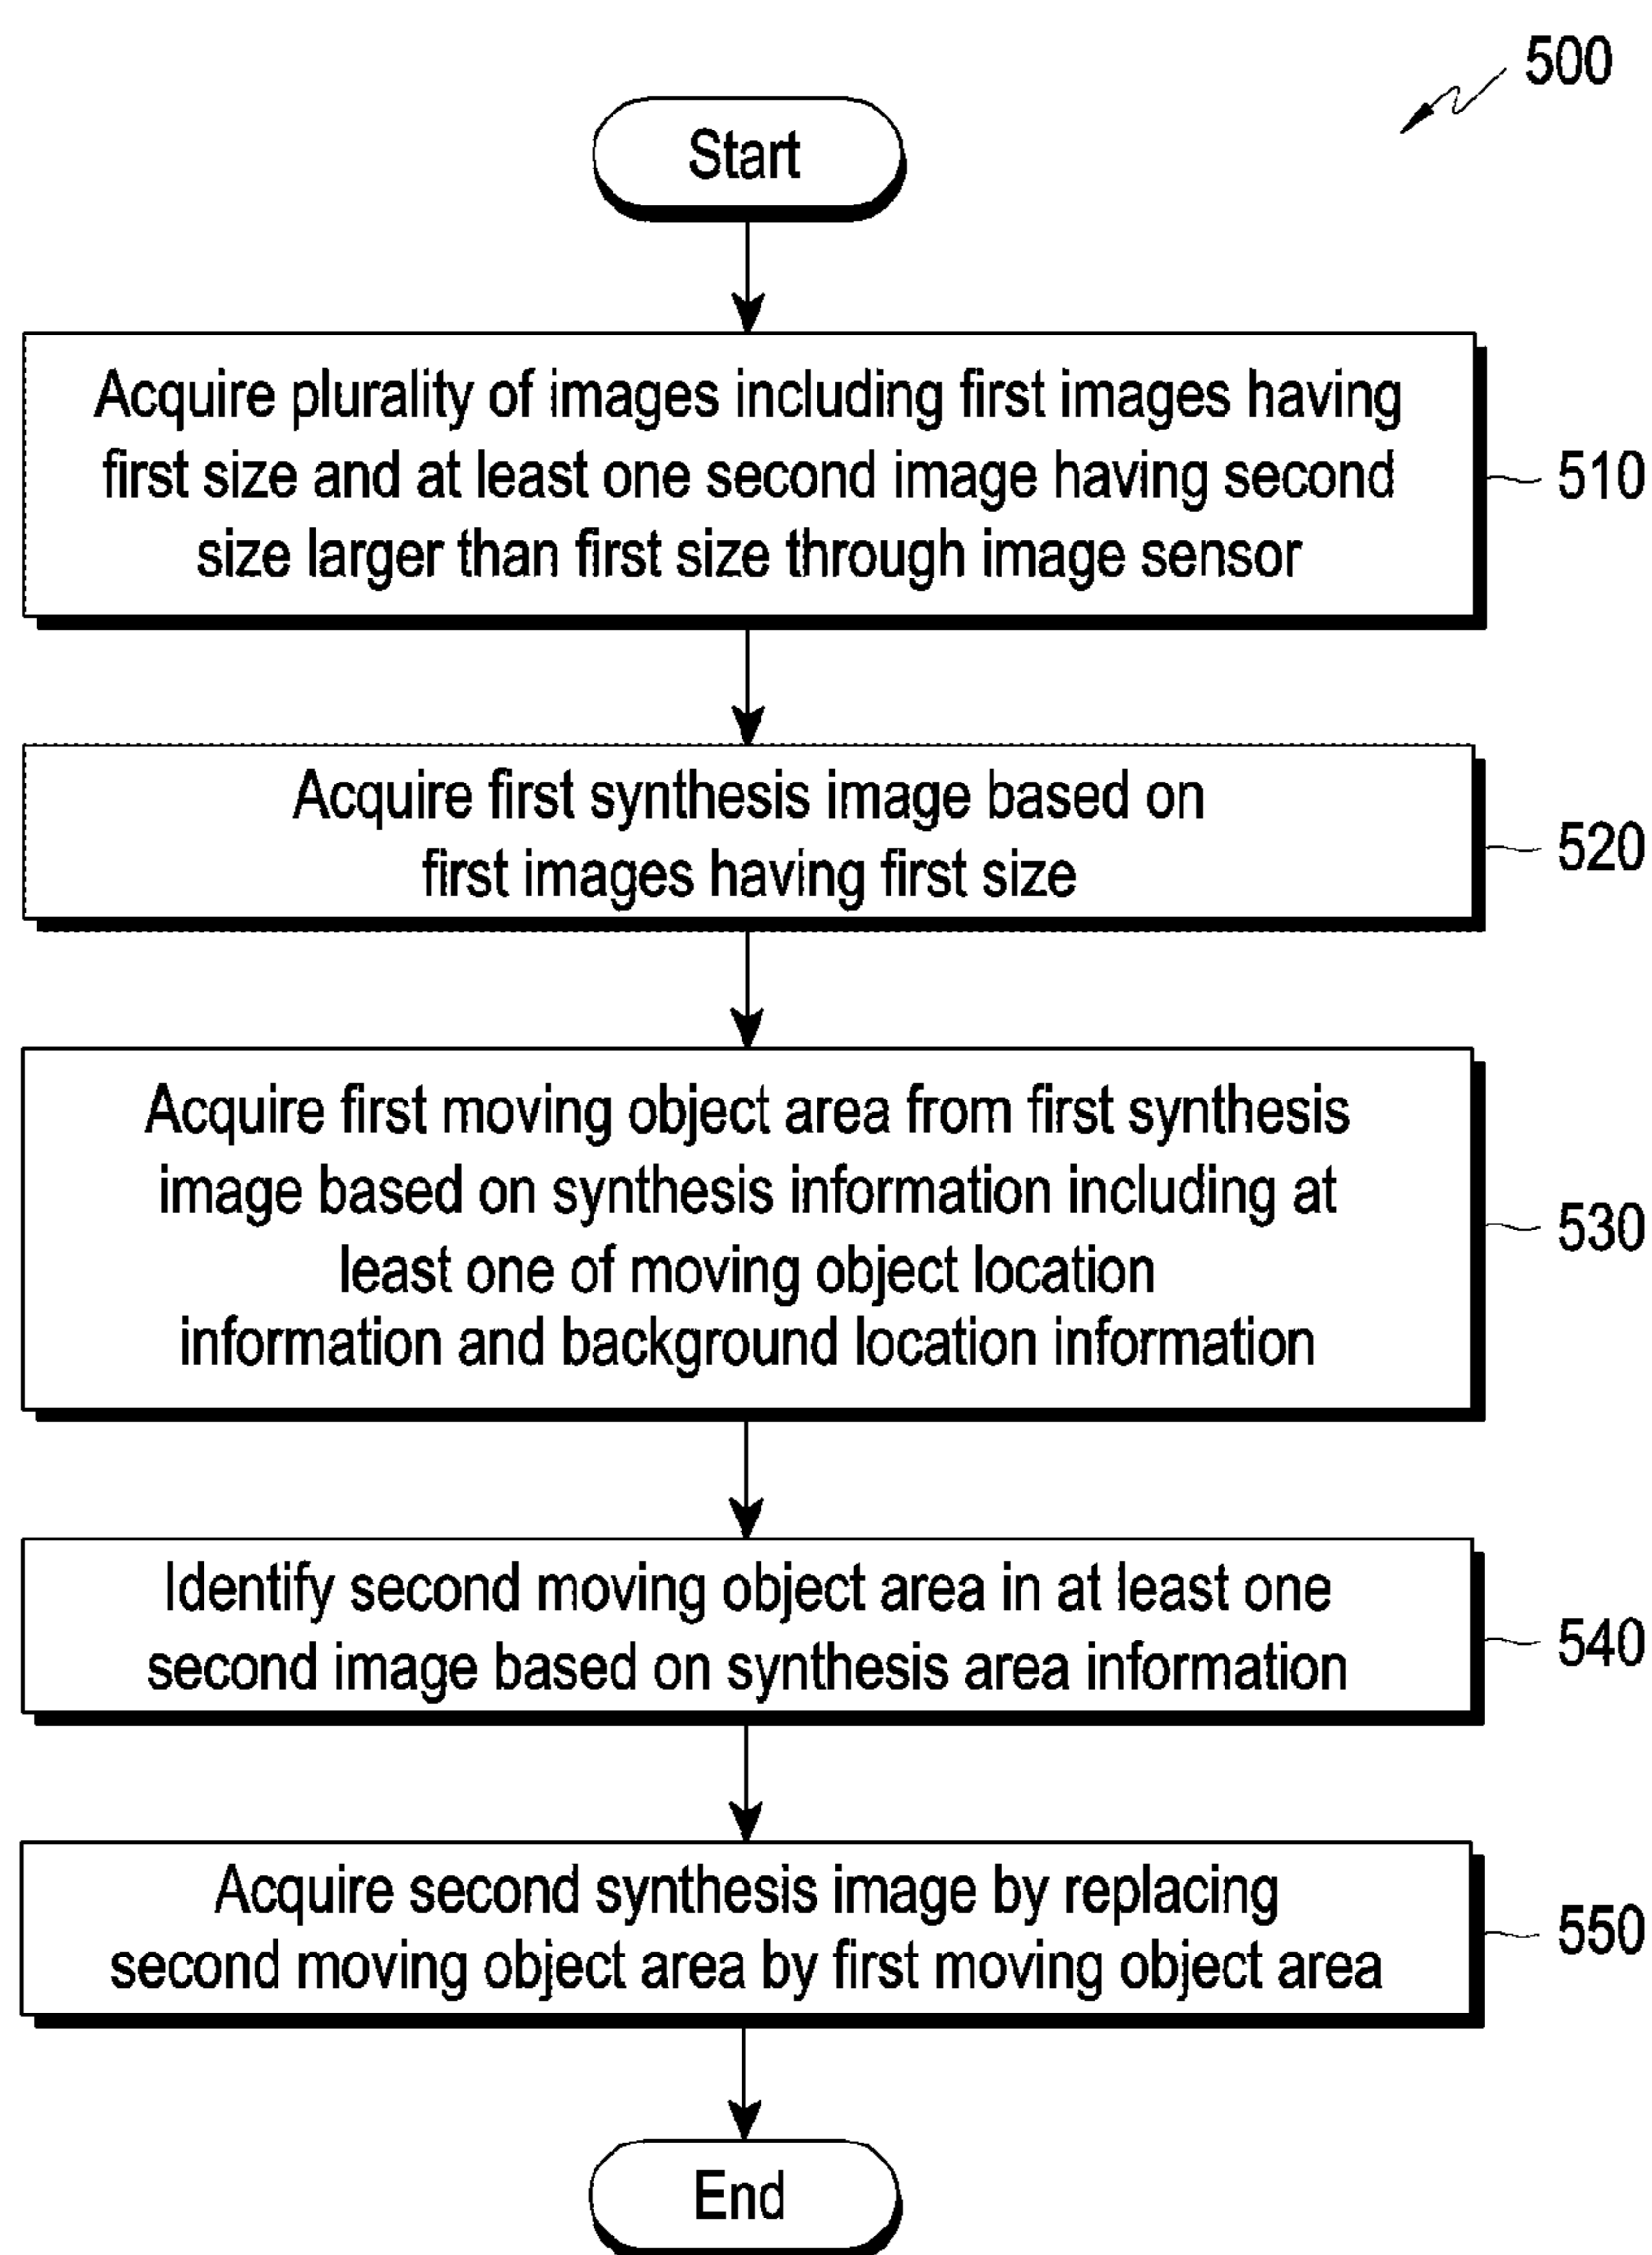 500
Start
Acquire plurality of images including first images having
first size and at least one second image having second
size larger than first size through image sensor
510
Acquire first synthesis image based on
first images having first size
520
Acquire first moving object area from first synthesis
image based on synthesis information including at
least one of moving object location
information and background location information
530
Identify second moving object area in at least one
second image based on synthesis area information
540
Acquire second synthesis image by replacing
second moving object area by first moving object area
550
End